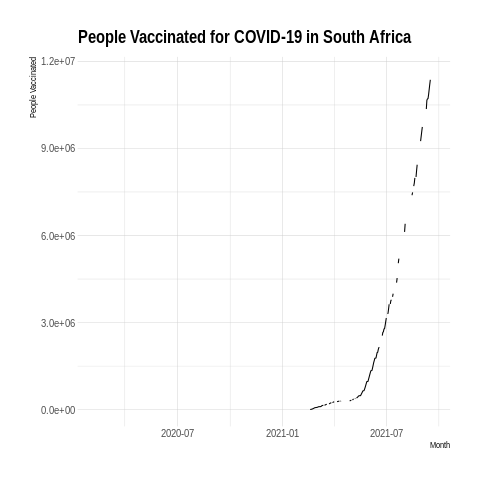 People Vaccinated for COVID-19 in South Africa
People Vaccinated
1.2e+07
9.0e+06
6.0e+06
3.0e+06
0.0e+00
2020-07
2021-01
2021-07
Month